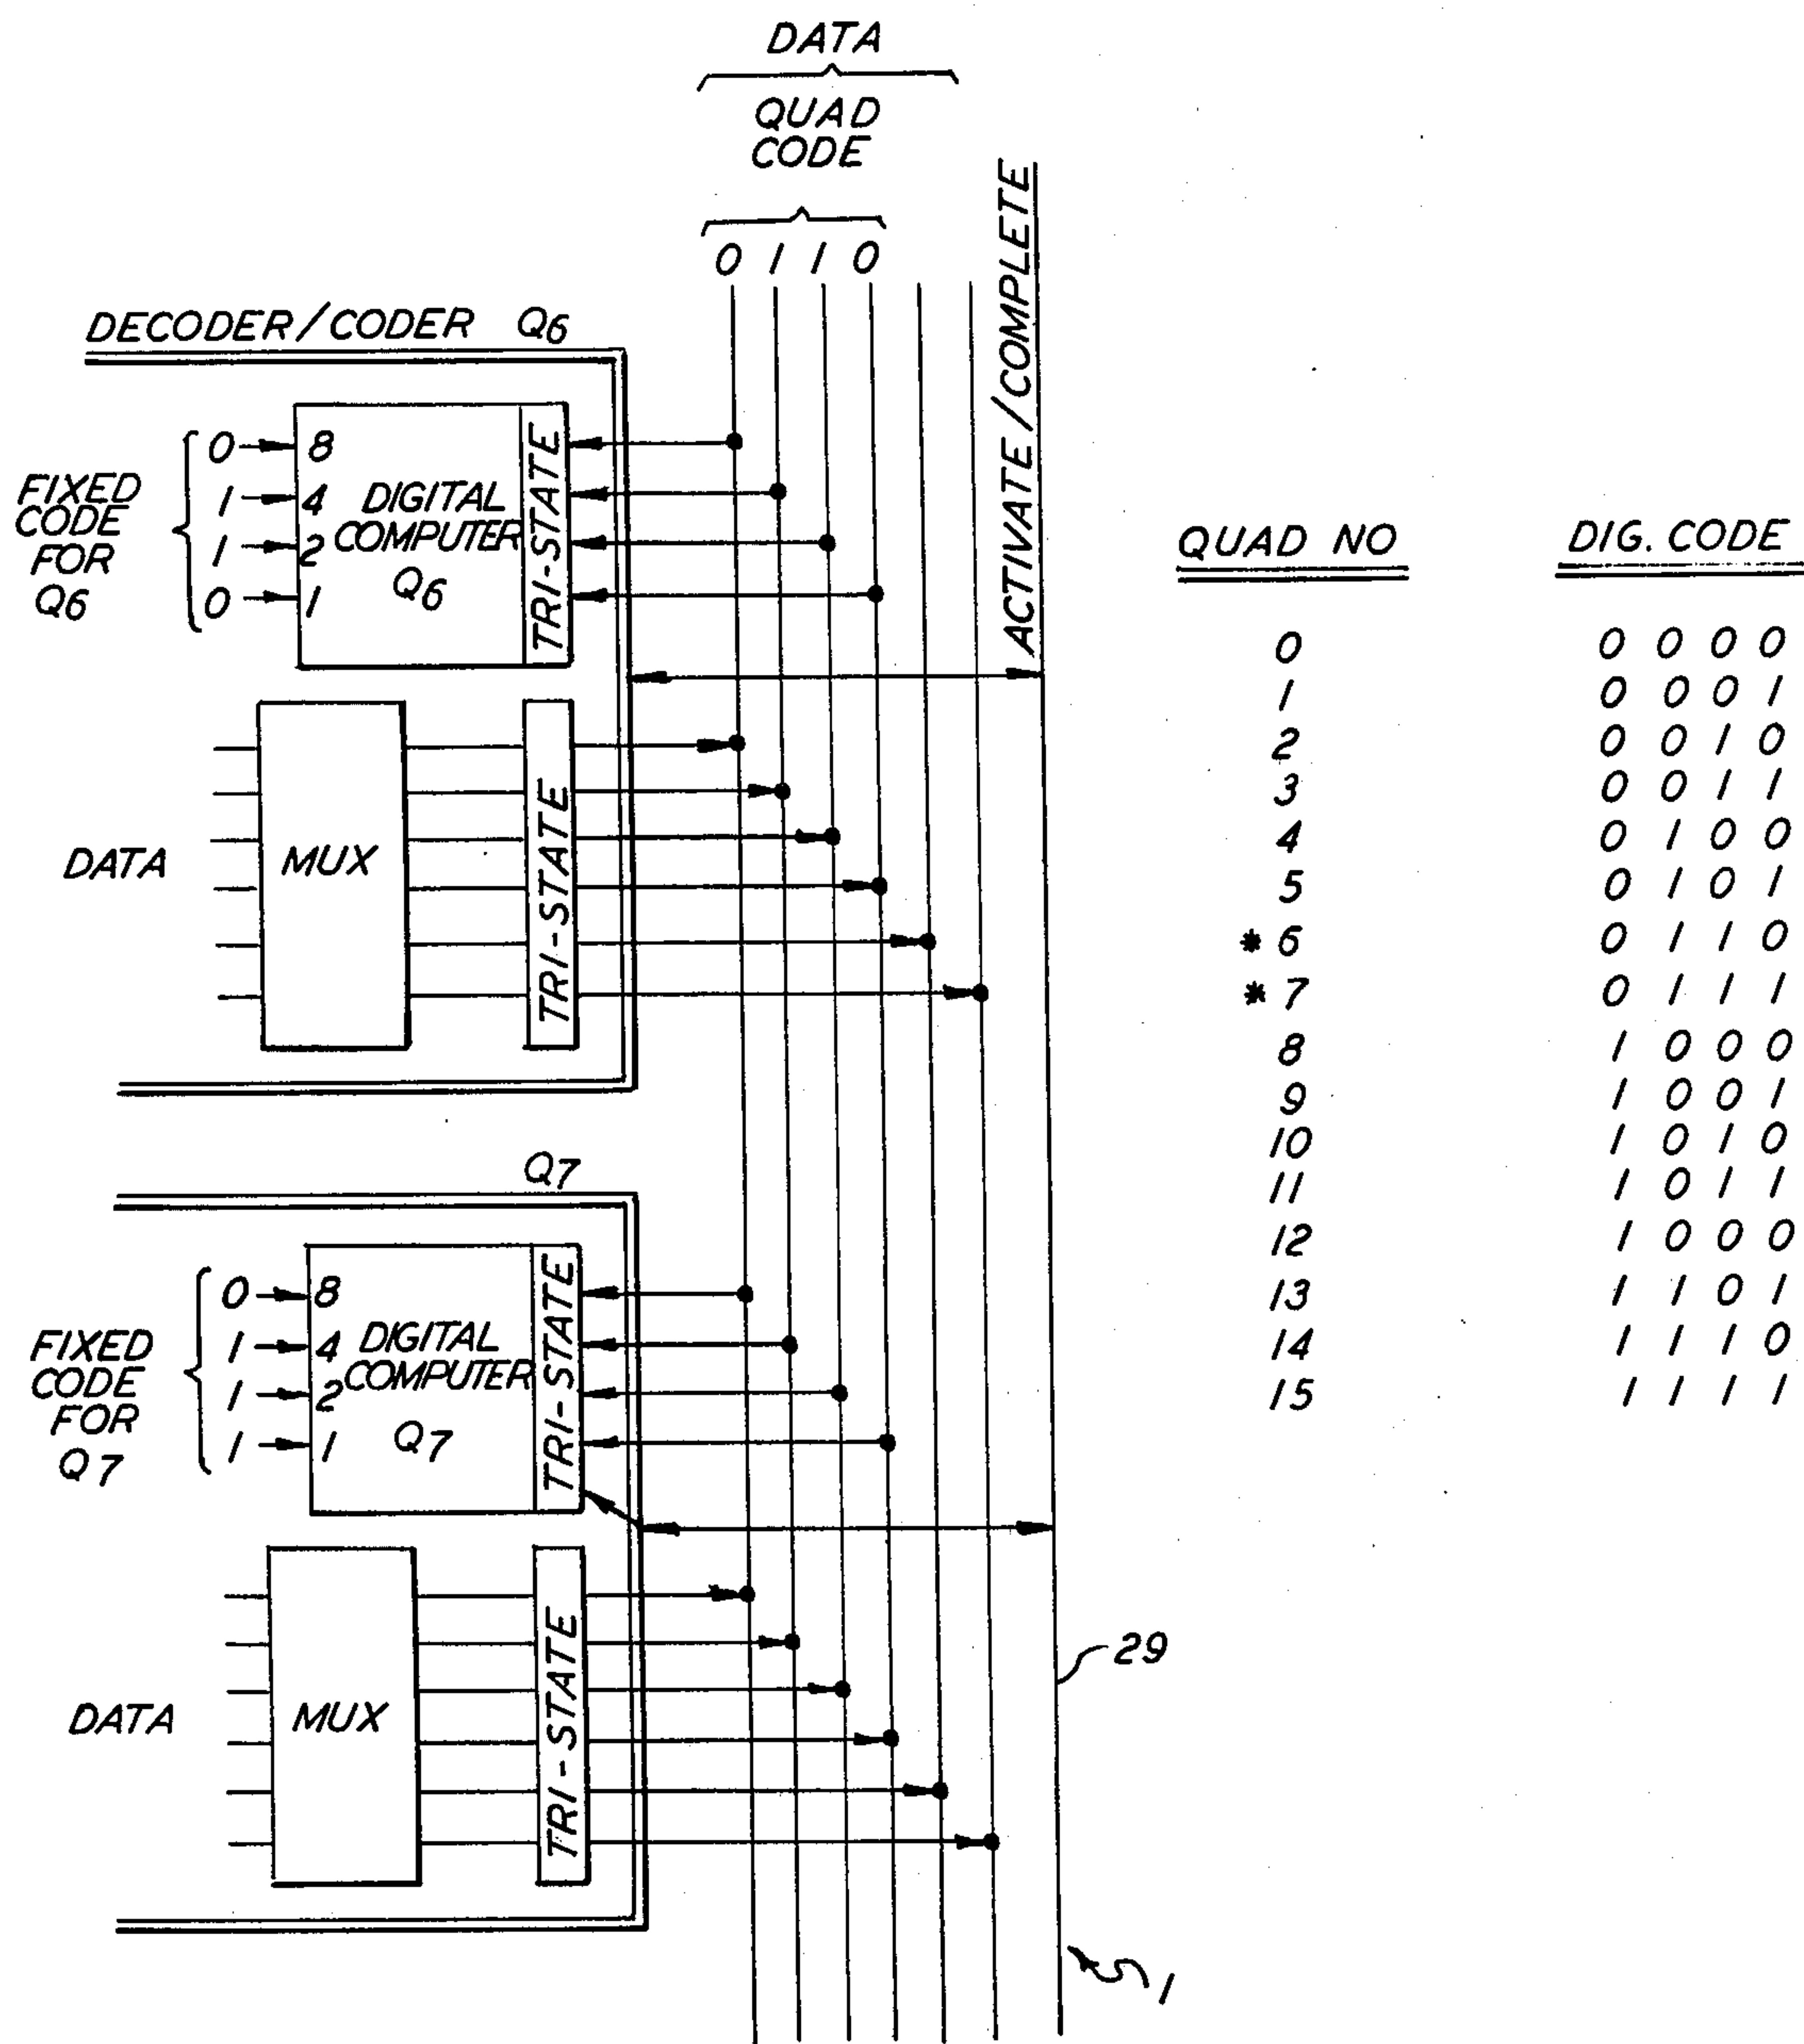 DATA
QUAD
CODE
0 1 1 0
ACTIVATE/COMPLETE
DECODER/CODER Q6
FIXED
CODE
FOR
Q6
0 8
1 4
1 2
0 1
DIGITAL
COMPUTER
Q6
TRI-STATE
DATA
MUX
TRI-STATE
Q7
FIXED
CODE
FOR
Q7
0 8
1 4
1 2
1 1
DIGITAL
COMPUTER
Q7
TRI-STATE
DATA
MUX
TRI-STATE
29
1
QUAD NO DIG. CODE
0 0 0 0 0
1 0 0 0 1
2 0 0 1 0
3 0 0 1 1
4 0 1 0 0
5 0 1 0 1
* 6 0 1 1 0
* 7 0 1 1 1
8 1 0 0 0
9 1 0 0 1
10 1 0 1 0
11 1 0 1 1
12 1 0 0 0
13 1 1 0 1
14 1 1 1 0
15 1 1 1 1